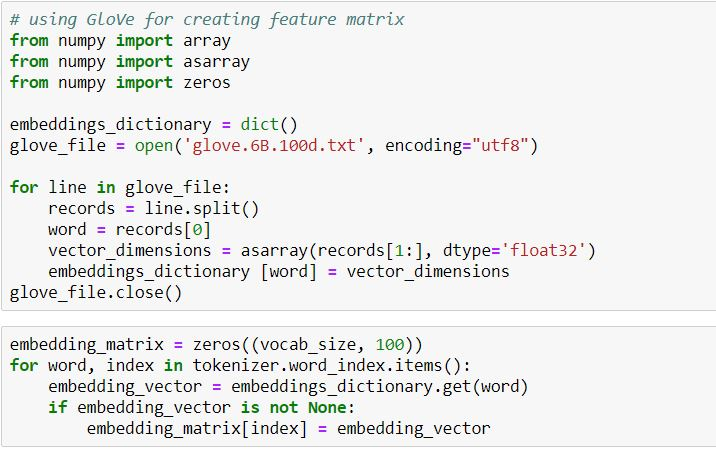 # using GloVe for creating feature matrix
from numpy import array
from numpy import asarray
from numpy import zeros

embeddings_dictionary = dict()
glove_file = open('glove.6B.100d.txt', encoding="utf8")

for line in glove_file:
    records = line.split()
    word = records[0]
    vector_dimensions = asarray(records[1:], dtype='float32')
    embeddings_dictionary [word] = vector_dimensions
glove_file.close()

embedding_matrix = zeros((vocab_size, 100))
for word, index in tokenizer.word_index.items():
    embedding_vector = embeddings_dictionary.get(word)
    if embedding_vector is not None:
        embedding_matrix[index] = embedding_vector